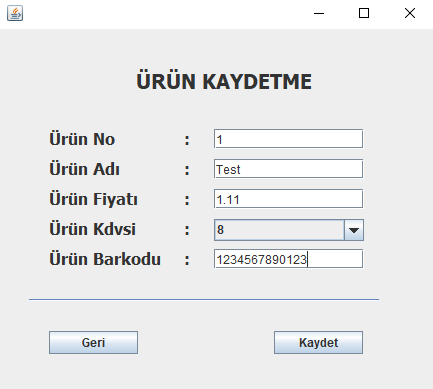 ÜRÜN KAYDETME
Ürün No : 1
Ürün Adı : Test
Ürün Fiyatı : 1.11
Ürün Kdvsi : 8
Ürün Barkodu : 1234567890123
Geri Kaydet